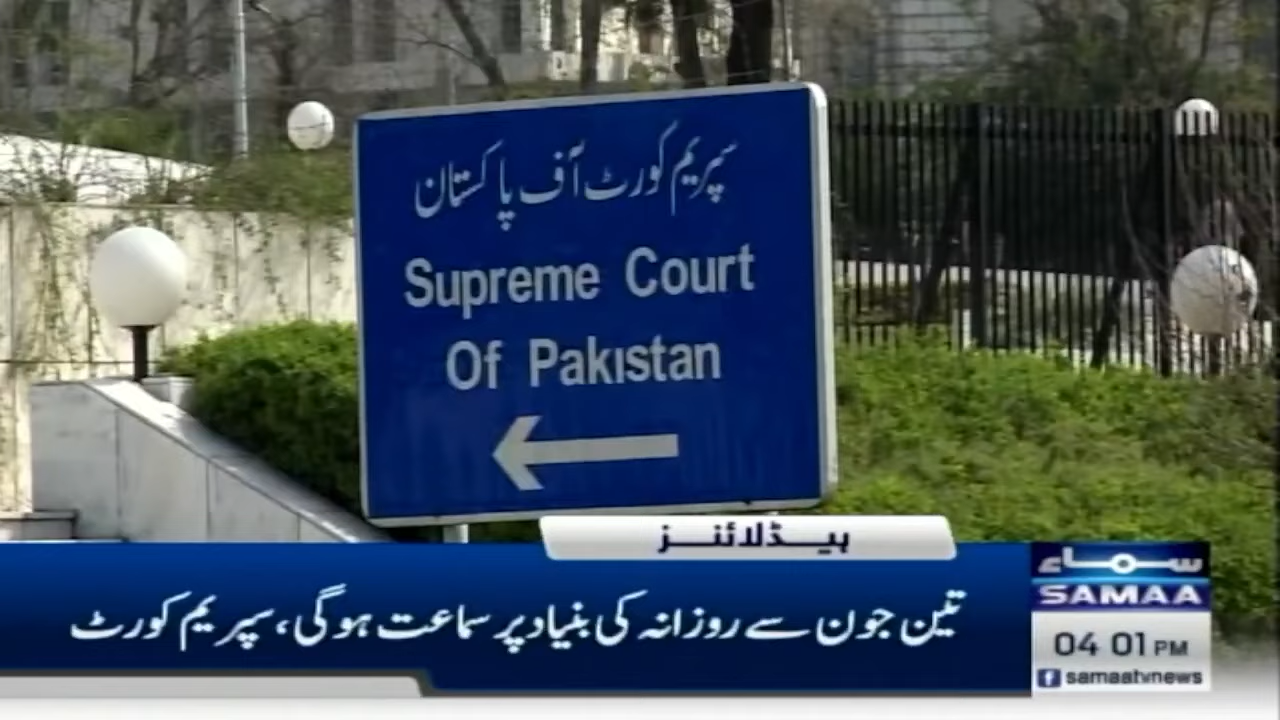 سپریم کورٹ آف پاکستان
Supreme Court
Of Pakistan
ہیڈلائنز
تین جون سے روزانہ کی بنیاد پر سماعت ہوگی، سپریم کورٹ
سماء
SAMAA
04 01 PM
samaatvnews